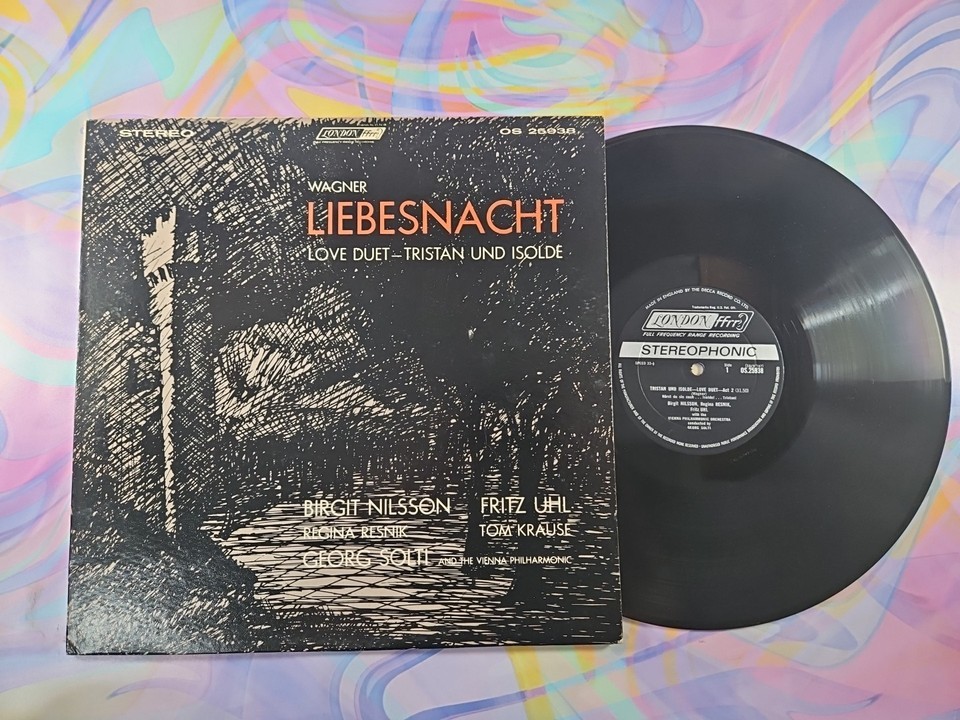 STEREO
LONDON ffrr
OS 25938
WAGNER
LIEBESNACHT
LOVE DUET–TRISTAN UND ISOLDE
BIRGIT NILSSON FRITZ UHL
REGINA RESNIK TOM KRAUSE
GEORG SOLTI AND THE VIENNA PHILHARMONIC
MADE IN ENGLAND BY THE DECCA RECORD CO. LTD.
LONDON ffrr
FULL FREQUENCY RANGE RECORDING
STEREOPHONIC
Side
1
OS.25938
TRISTAN UND ISOLDE—LOVE DUET—Act 2
(Wagner)
Birgit NILSSON, Regina RESNIK,
Fritz UHL
with the
VIENNA PHILHARMONIC ORCHESTRA
conducted by
GEORG SOLTI